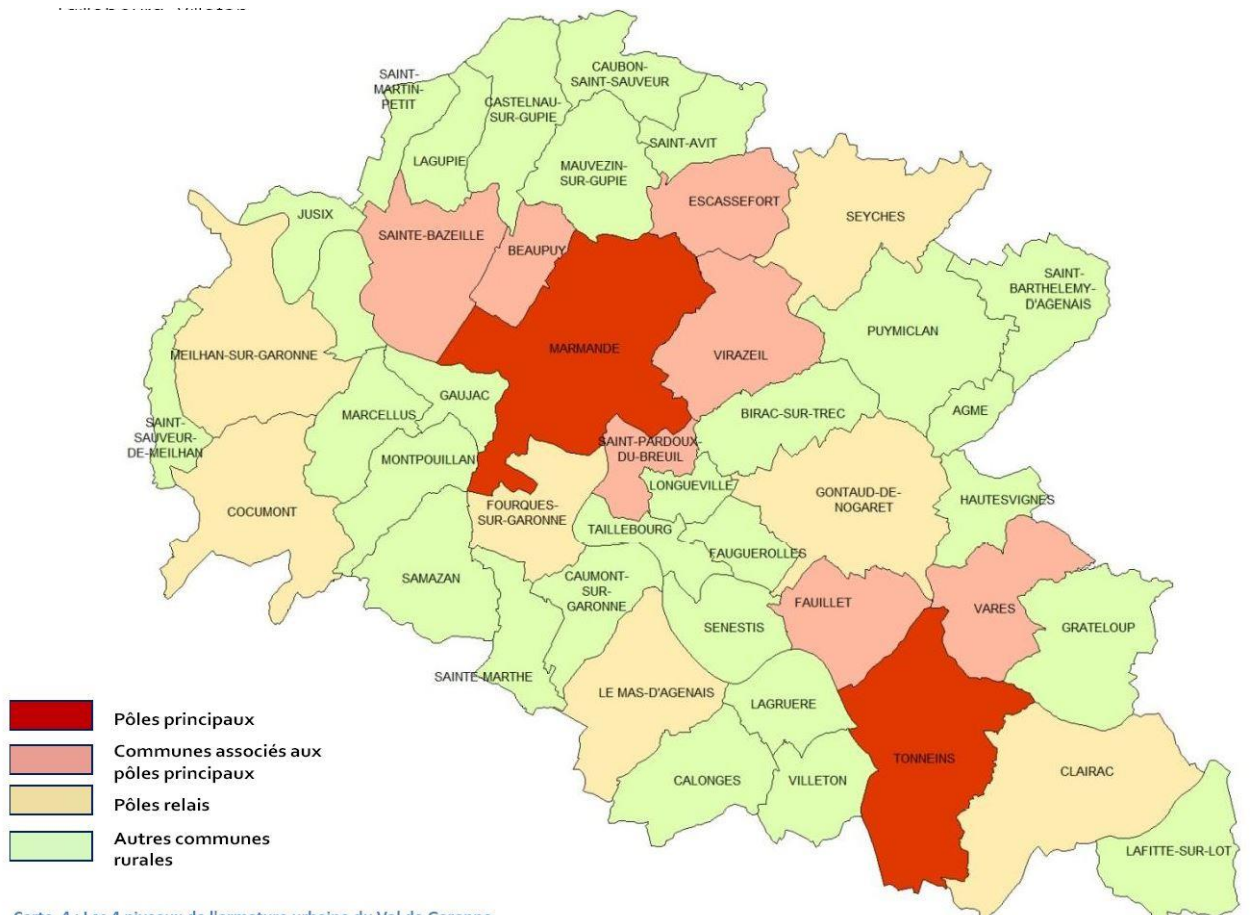 SAINT-
MARTIN-
PETIT
CAUBON-
SAINT-SAUVEUR
CASTELNAU-
SUR-GUPIE
SAINT-AVIT
LAGUPIE
MAUVEZIN-
SUR-GUPIE
ESCASSEFORT
SEYCHES
JUSIX
SAINTE-BAZEILLE
BEAUPUY
SAINT-
BARTHELEMY-
D'AGENAIS
PUYMICLAN
MEILHAN-SUR-GARONNE
MARMANDE
VIRAZEIL
GAUJAC
MARCELLUS
BIRAC-SUR-TREC
AGME
SAINT-
SAUVEUR-
DE-MEILHAN
SAINT-PARDOUX-
DU-BREUIL
MONTPOUILLAN
LONGUEVILLE
GONTAUD-DE-
NOGARET
HAUTESVIGNES
COCUMONT
FOURQUES-
SUR-GARONNE
TAILLEBOURG
FAUGUEROLLES
SAMAZAN
CAUMONT-
SUR-
GARONNE
FAUILLET
VARES
SENESTIS
GRATELOUP
SAINTE-MARTHE
LE MAS-D'AGENAIS
LAGRUERE
TONNEINS
CLAIRAC
CALONGES
VILLETON
LAFITTE-SUR-LOT
Pôles principaux
Communes associés aux
pôles principaux
Pôles relais
Autres communes
rurales